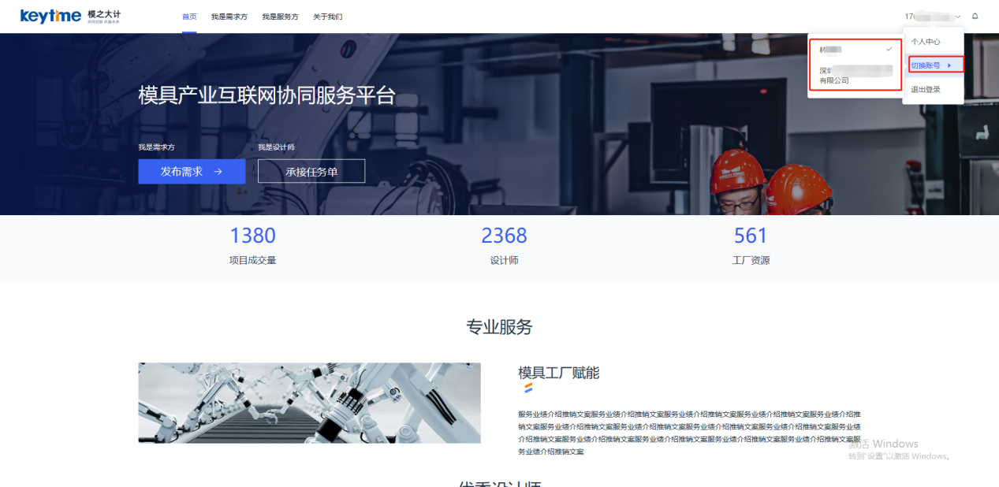 keytime 模之大计
首页 我是需求方 我是服务方 关于我们
个人中心
切换账号
退出登录
有限公司
模具产业互联网协同服务平台
我是需求方 我是设计师
发布需求 → 承接任务单
1380 2368 561
项目成交量 设计师 工厂资源
专业服务
模具工厂赋能
服务业绩介绍推销文案服务业绩介绍推销文案服务业绩介绍推销文案服务业绩介绍推销文案服务业绩介绍推
销文案服务业绩介绍推销文案服务业绩介绍推销文案服务业绩介绍推销文案服务业绩介绍推销文案服务业绩
介绍推销文案服务业绩介绍推销文案服务业绩介绍推销文案服务业绩介绍推销文案服务业绩介绍推销文案服
务业绩介绍推销文案
激活 Windows
转到"设置"以激活 Windows。